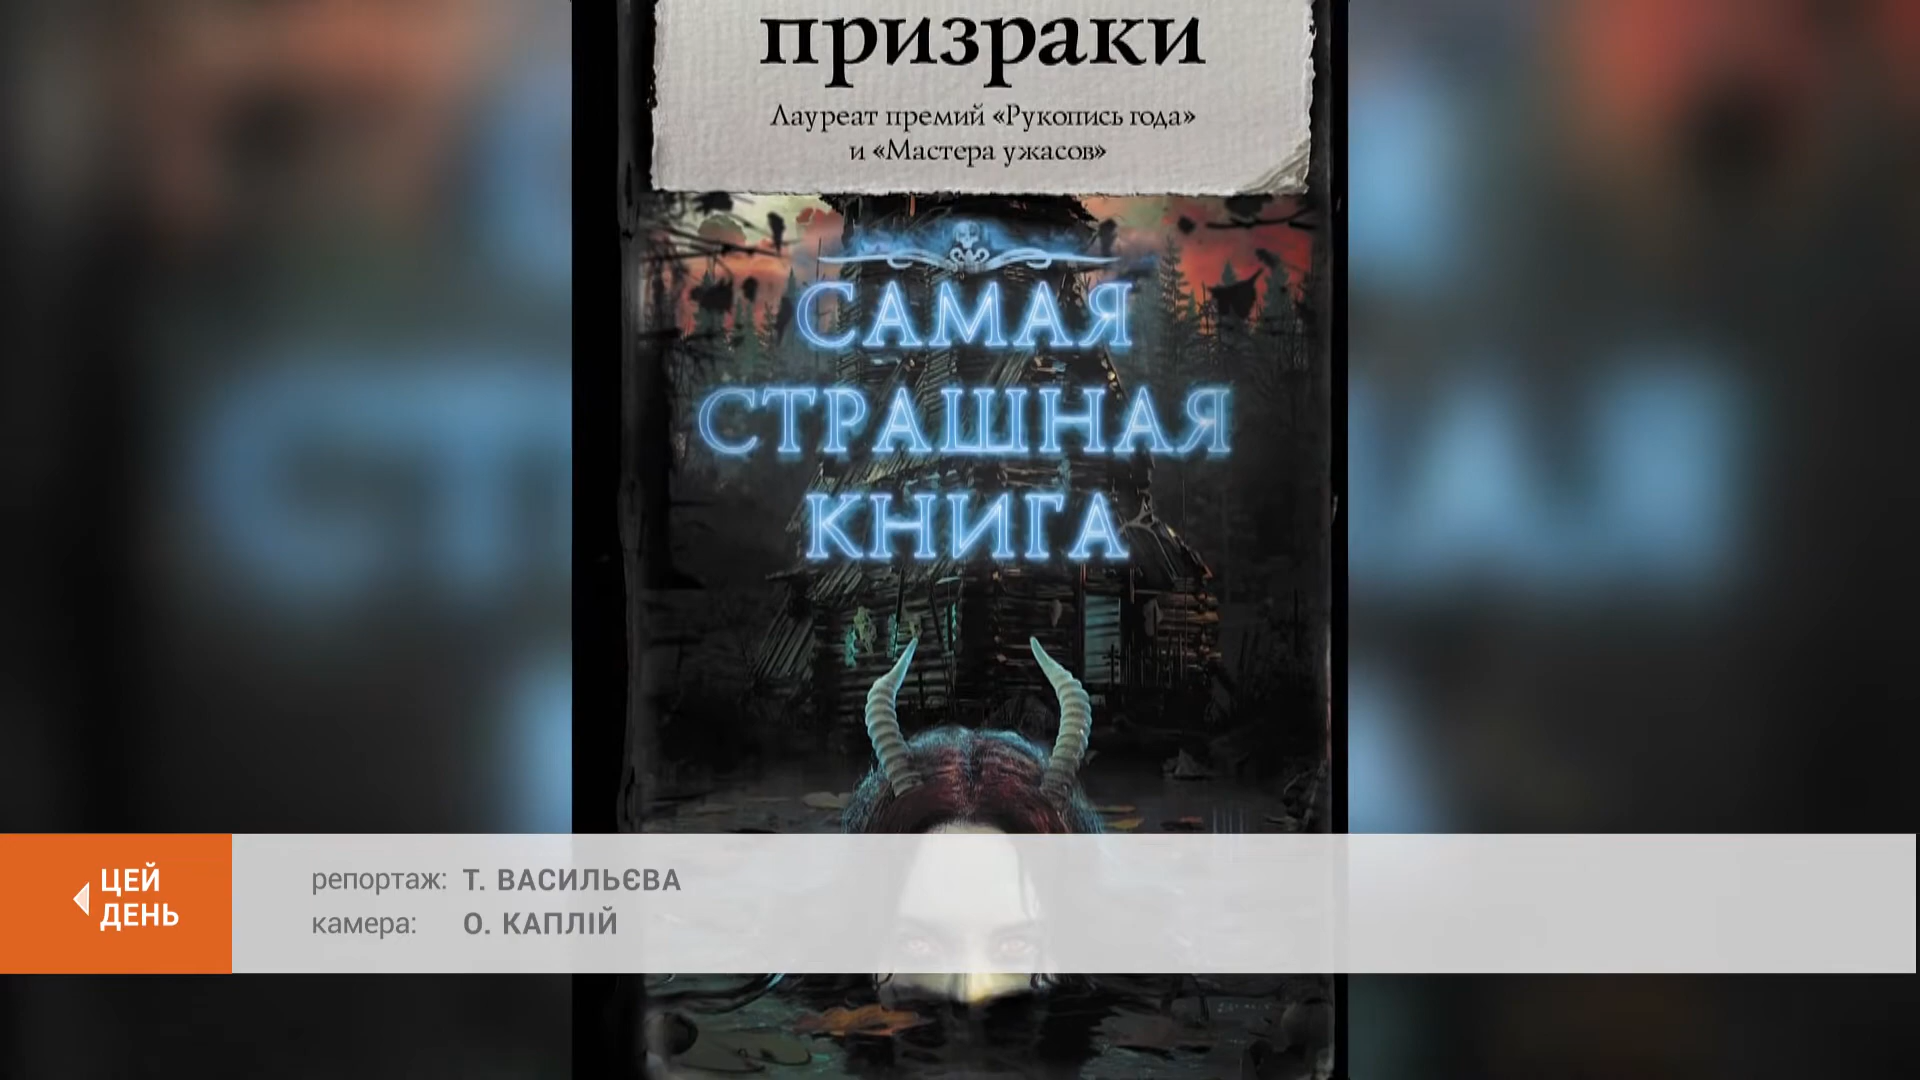 призраки
Лауреат премий «Рукопись года»
и «Мастера ужасов»
САМАЯ
СТРАШНАЯ
КНИГА
ЦЕЙ
ДЕНЬ
репортаж: Т. ВАСИЛЬЄВА
камера: О. КАПЛІЙ